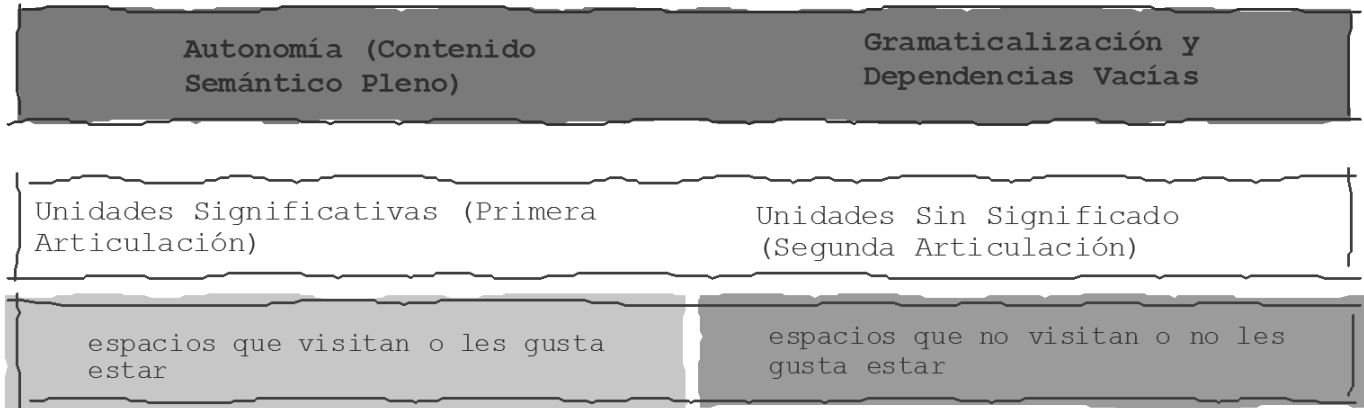 Autonomía (Contenido
Semántico Pleno)
Gramaticalización y
Dependencias Vacías
Unidades Significativas (Primera
Articulación)
Unidades Sin Significado
(Segunda Articulación)
espacios que visitan o les gusta
estar
espacios que no visitan o no les
gusta estar